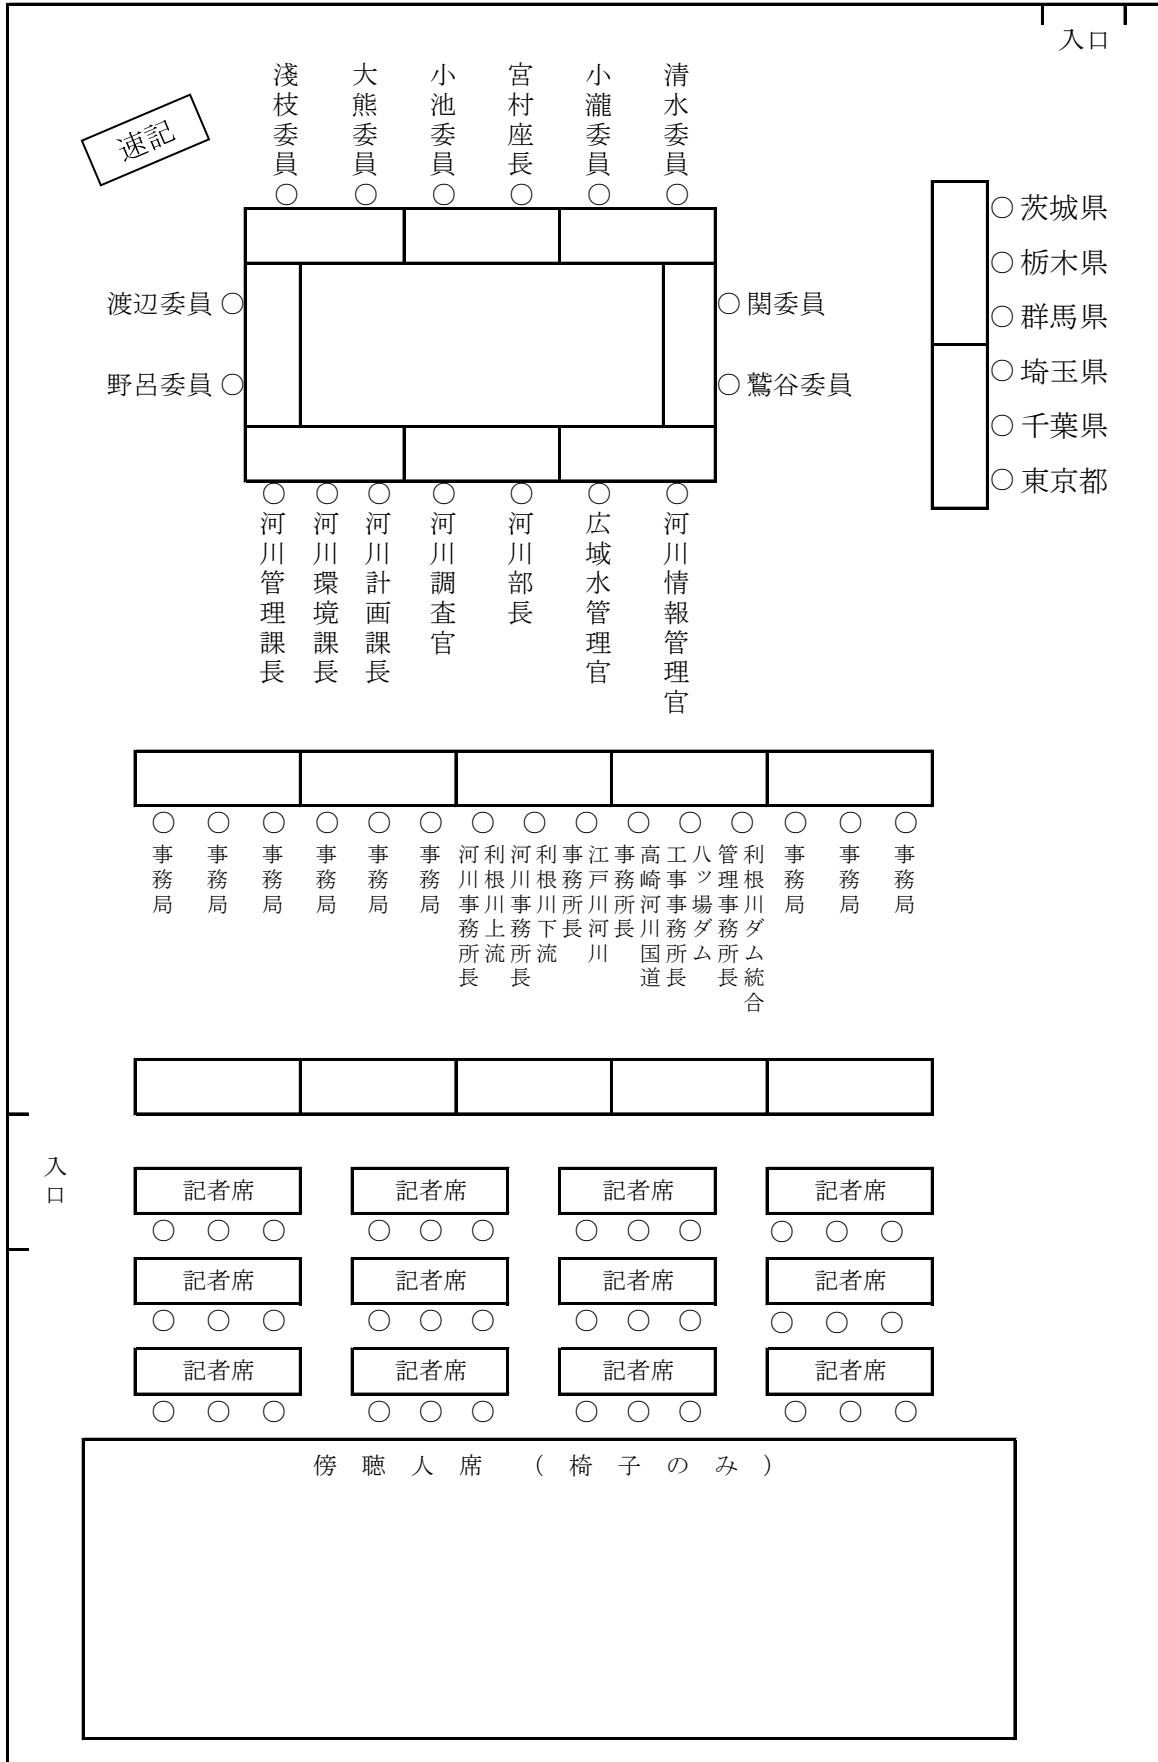 入口
速記
淺枝委員○
大熊委員○
小池委員○
宮村座長○
小瀧委員○
清水委員○
渡辺委員○
野呂委員○
○関委員
○鷲谷委員
○茨城県
○栃木県
○群馬県
○埼玉県
○千葉県
○東京都
○河川管理課長
○河川環境課長
○河川計画課長
○河川調査官
○河川部長
○広域水管理官
○河川情報管理官
○事務局
○事務局
○事務局
○事務局
○事務局
○事務局
○利根川上流
河川事務所長
○利根川下流
河川事務所長
○江戸川河川
事務所長
○高崎河川国道
事務所長
○八ッ場ダム
工事事務所長
○利根川ダム統合
管理事務所長
○事務局
○事務局
○事務局
入口
記者席 記者席 記者席 記者席
○ ○ ○ ○ ○ ○ ○ ○ ○ ○ ○ ○
記者席 記者席 記者席 記者席
○ ○ ○ ○ ○ ○ ○ ○ ○ ○ ○ ○
記者席 記者席 記者席 記者席
○ ○ ○ ○ ○ ○ ○ ○ ○ ○ ○ ○
傍聴人席（椅子のみ）